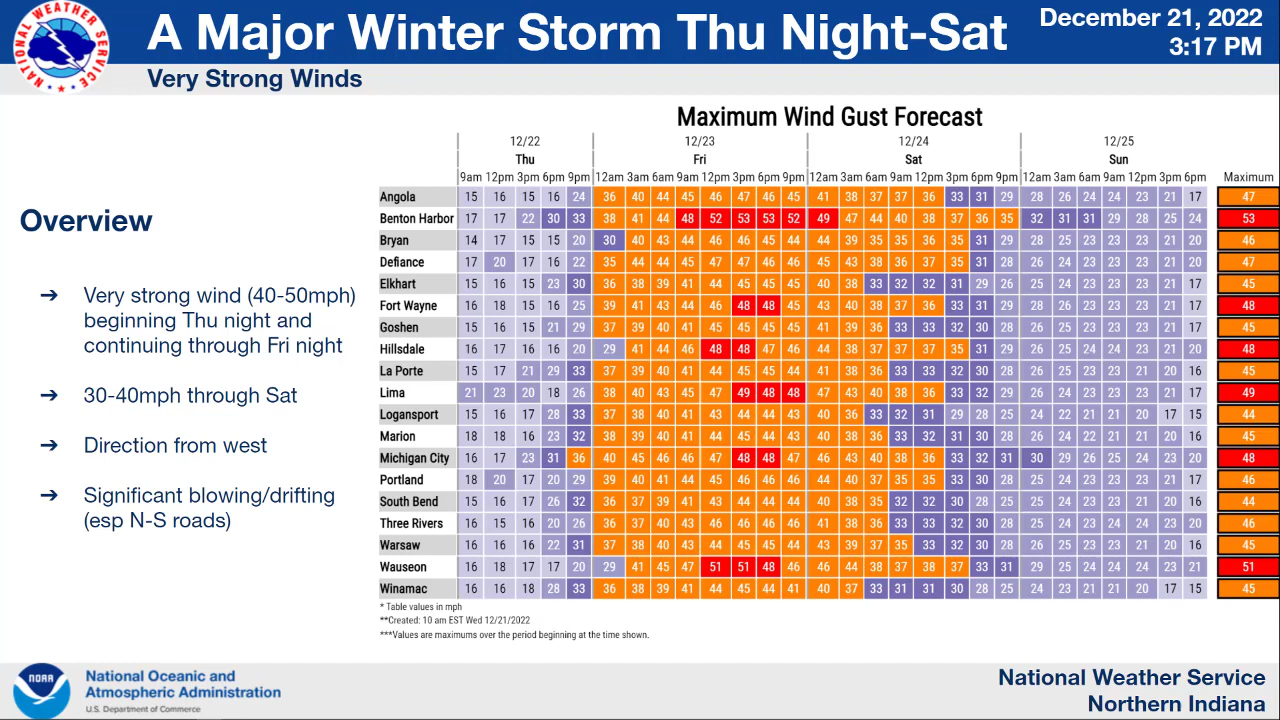 A Major Winter Storm Thu Night-Sat
December 21, 2022
3:17 PM
NATIONAL WEATHER SERVICE
Very Strong Winds
Overview
➔ Very strong wind (40-50mph)
beginning Thu night and
continuing through Fri night
➔ 30-40mph through Sat
➔ Direction from west
➔ Significant blowing/drifting
(esp N-S roads)
Maximum Wind Gust Forecast
12/22 12/23 12/24 12/25
Thu Fri Sat Sun
9am 12pm 3pm 6pm 9pm 12am 3am 6am 9am 12pm 3pm 6pm 9pm 12am 3am 6am 9am 12pm 3pm 6pm 9pm 12am 3am 6am 9am 12pm 3pm 6pm Maximum
Angola 15 16 15 16 24 36 40 44 45 46 47 46 45 41 38 37 37 36 33 31 29 28 26 24 24 23 21 17 47
Benton Harbor 17 17 22 30 33 38 41 44 48 52 53 53 52 49 47 44 40 38 37 36 35 32 31 31 29 28 25 24 53
Bryan 14 17 15 15 20 30 40 43 44 46 46 45 44 44 39 35 35 36 35 31 29 28 25 23 23 23 21 20 46
Defiance 17 20 17 16 22 35 44 44 45 47 47 46 46 45 43 38 36 37 35 31 28 26 25 23 23 23 21 20 47
Elkhart 15 16 15 23 30 36 38 39 41 45 45 45 45 40 38 33 32 32 31 29 26 25 25 23 23 23 21 17 45
Fort Wayne 16 18 15 16 25 39 41 43 44 46 48 48 45 43 40 38 37 36 33 31 29 28 26 23 23 23 21 17 48
Goshen 15 16 15 21 29 37 39 40 41 45 45 45 45 41 39 36 33 33 32 30 28 26 25 23 23 23 21 17 45
Hillsdale 16 17 16 16 20 29 41 44 46 48 48 47 46 44 38 37 37 37 35 31 29 26 25 24 24 23 21 20 48
La Porte 15 17 21 29 33 37 39 40 41 44 45 45 44 41 38 36 33 33 32 30 28 25 25 23 23 23 20 16 45
Lima 21 23 20 18 26 38 40 43 45 47 49 48 48 47 43 40 38 36 33 32 29 26 24 23 23 23 21 17 49
Logansport 15 16 17 28 33 37 38 40 41 43 44 44 43 40 36 33 32 31 29 28 25 24 22 21 21 20 17 15 44
Marion 18 18 16 23 32 38 39 40 41 44 45 44 43 40 38 36 33 32 31 30 28 26 24 22 21 21 20 16 45
Michigan City 16 17 23 31 36 40 45 46 46 47 48 48 47 46 43 40 38 36 33 32 31 30 29 26 25 24 23 20 48
Portland 18 20 17 20 29 39 40 41 45 45 46 45 46 44 40 37 35 35 33 30 28 25 24 23 23 23 21 17 46
South Bend 15 16 17 26 32 36 37 38 41 44 44 44 44 40 38 35 32 32 30 28 25 25 24 23 23 21 20 16 44
Three Rivers 16 15 16 20 26 36 37 40 43 46 46 46 46 41 38 36 33 33 32 30 28 25 24 23 24 23 23 20 46
Warsaw 16 16 16 22 31 37 38 40 43 44 45 45 44 43 39 37 35 33 32 30 28 26 25 23 23 21 20 16 45
Wauseon 16 18 17 17 20 29 41 45 47 51 51 48 46 46 44 38 37 38 37 33 31 29 25 24 24 24 23 21 51
Winamac 16 16 18 28 33 36 38 39 41 44 45 44 41 40 37 33 31 31 30 28 25 24 23 21 21 20 17 15 45
* Table values in mph
**Created: 10 am EST Wed 12/21/2022
***Values are maximums over the period beginning at the time shown.
NOAA
National Oceanic and
Atmospheric Administration
U.S. Department of Commerce
National Weather Service
Northern Indiana